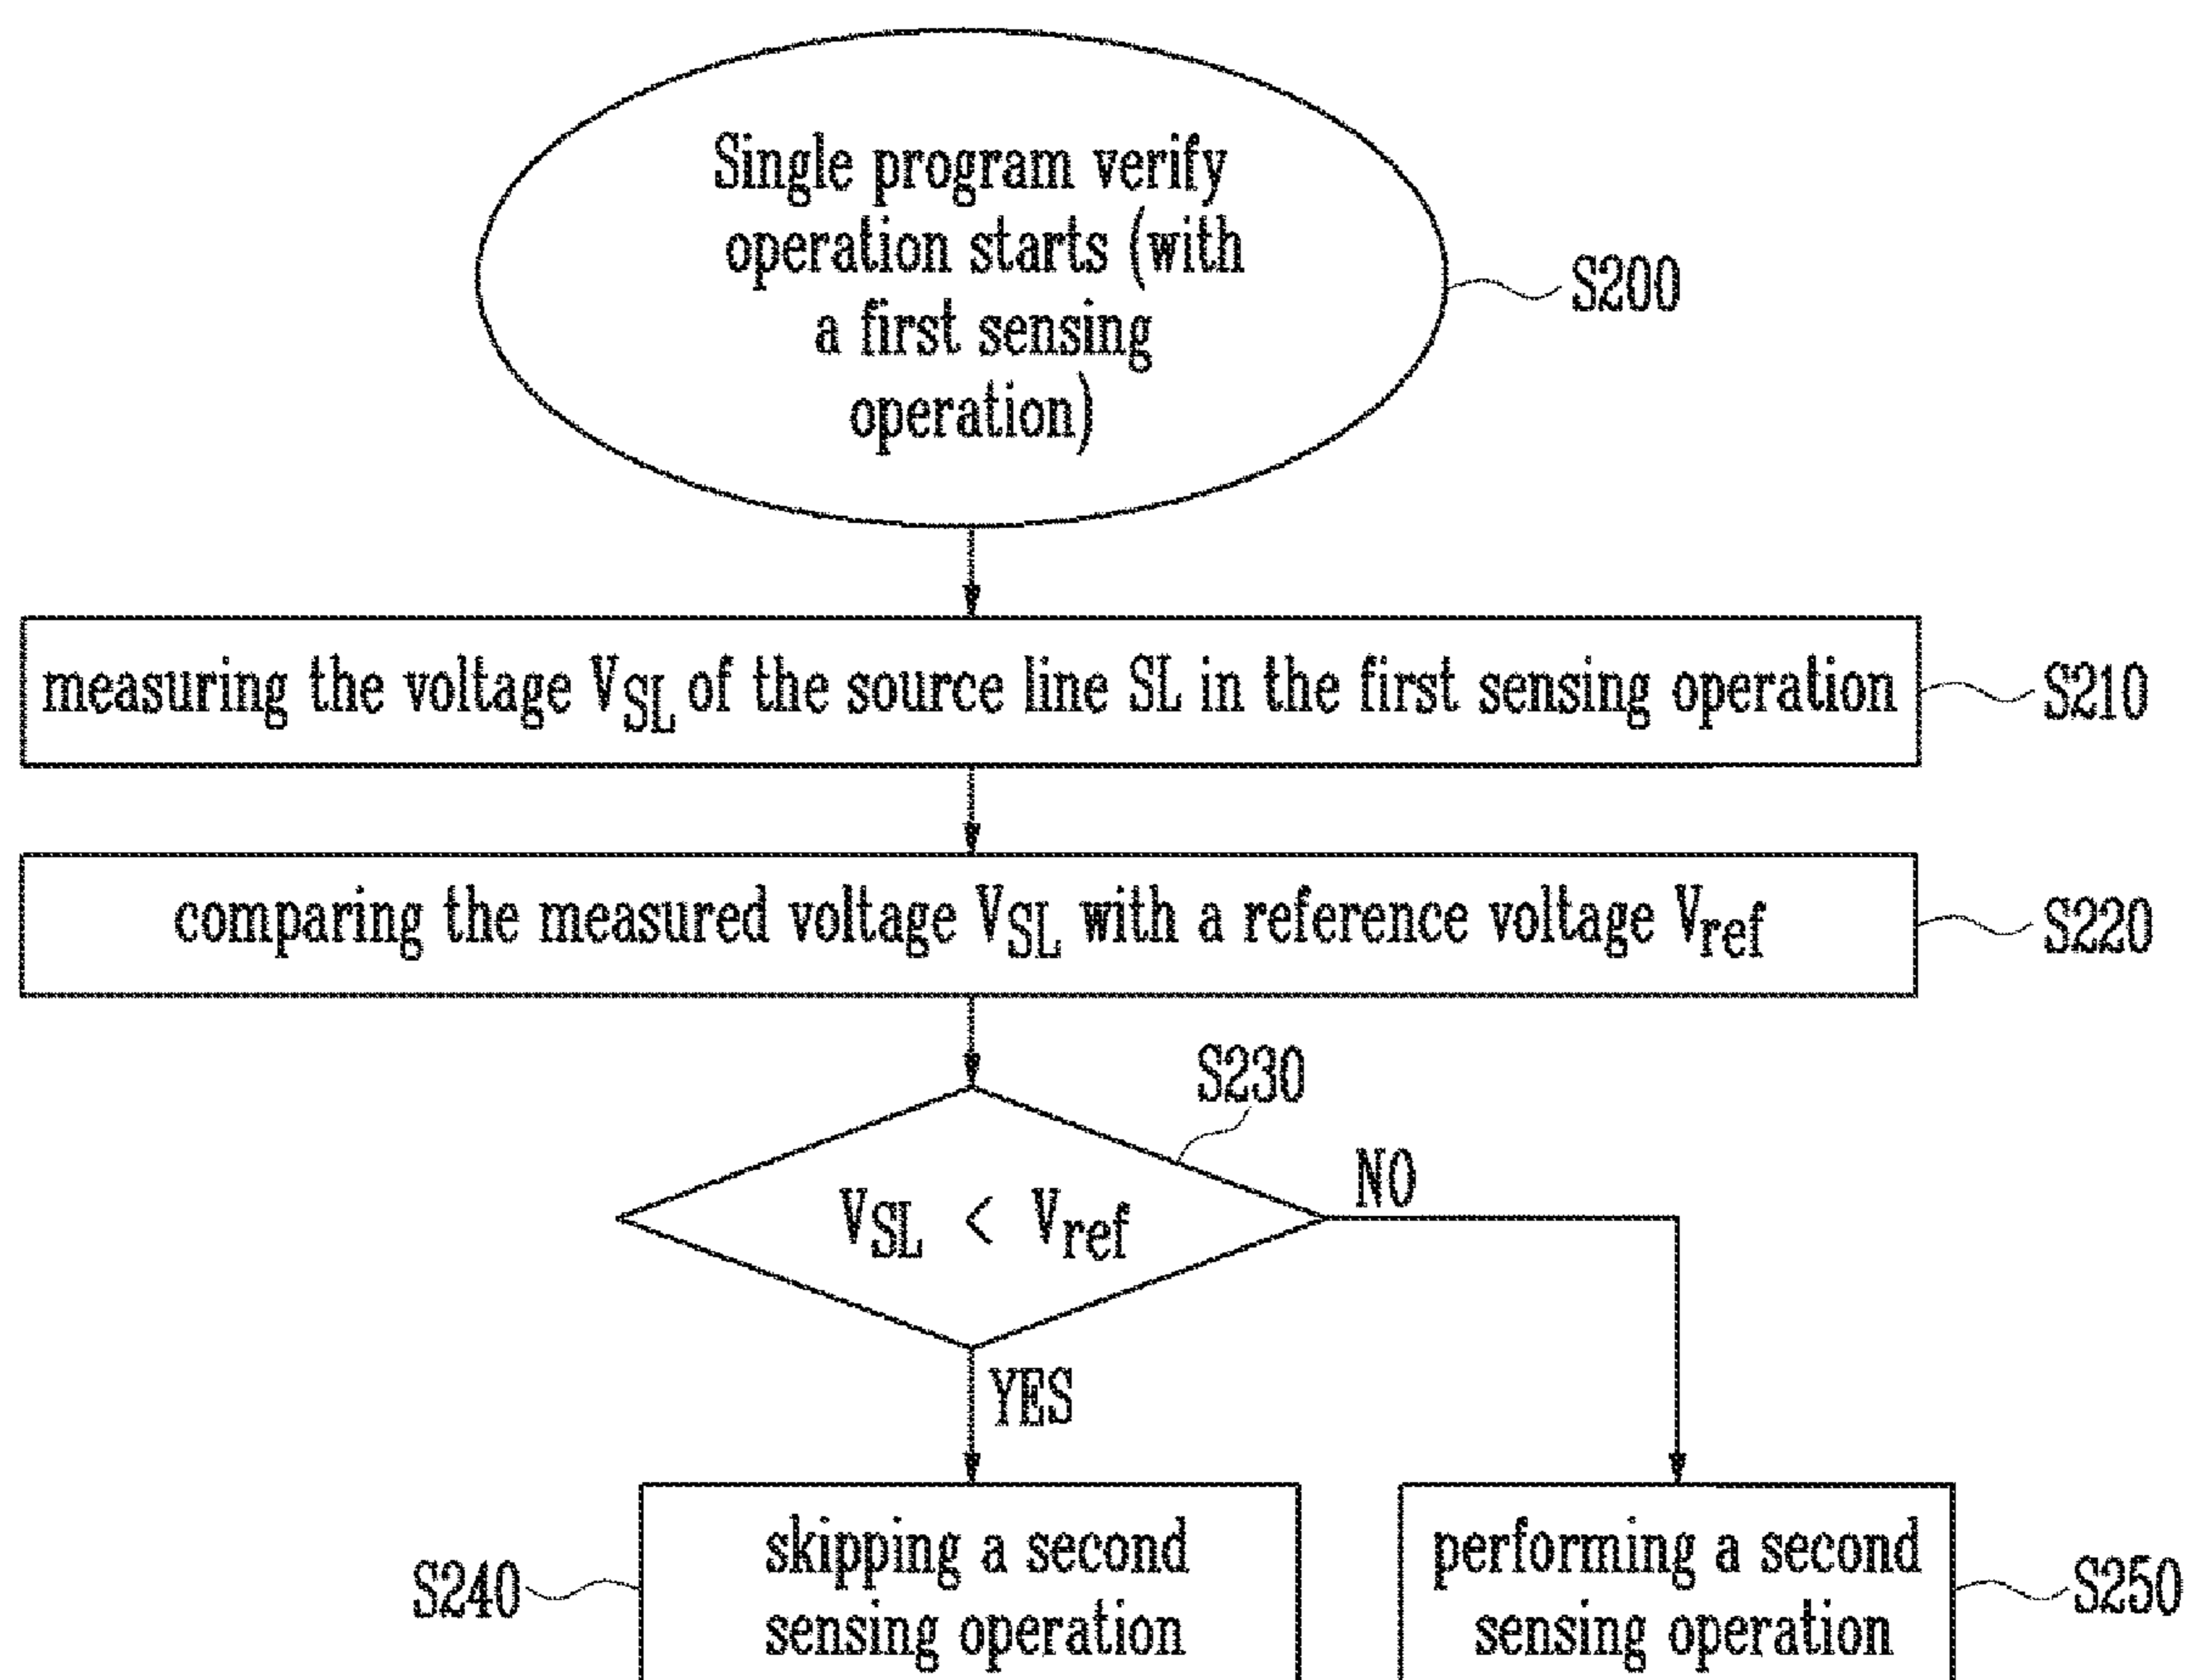 Single program verify
operation starts (with
a first sensing
operation)
S200
measuring the voltage VSL of the source line SL in the first sensing operation
S210
comparing the measured voltage VSL with a reference voltage Vref
S220
S230
VSL < Vref
NO
YES
S240
skipping a second
sensing operation
performing a second
sensing operation
S250